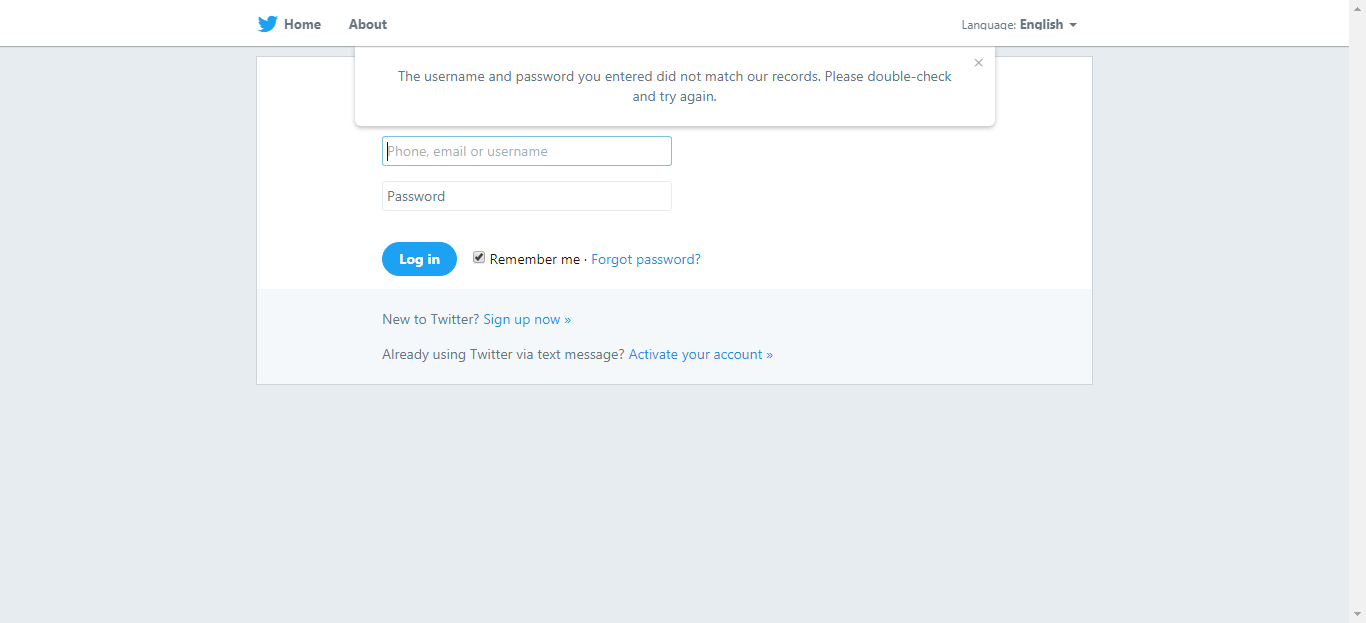 Home About Language: English
The username and password you entered did not match our records. Please double-check
and try again.
×
Phone, email or username
Password
Log in Remember me · Forgot password?
New to Twitter? Sign up now »
Already using Twitter via text message? Activate your account »